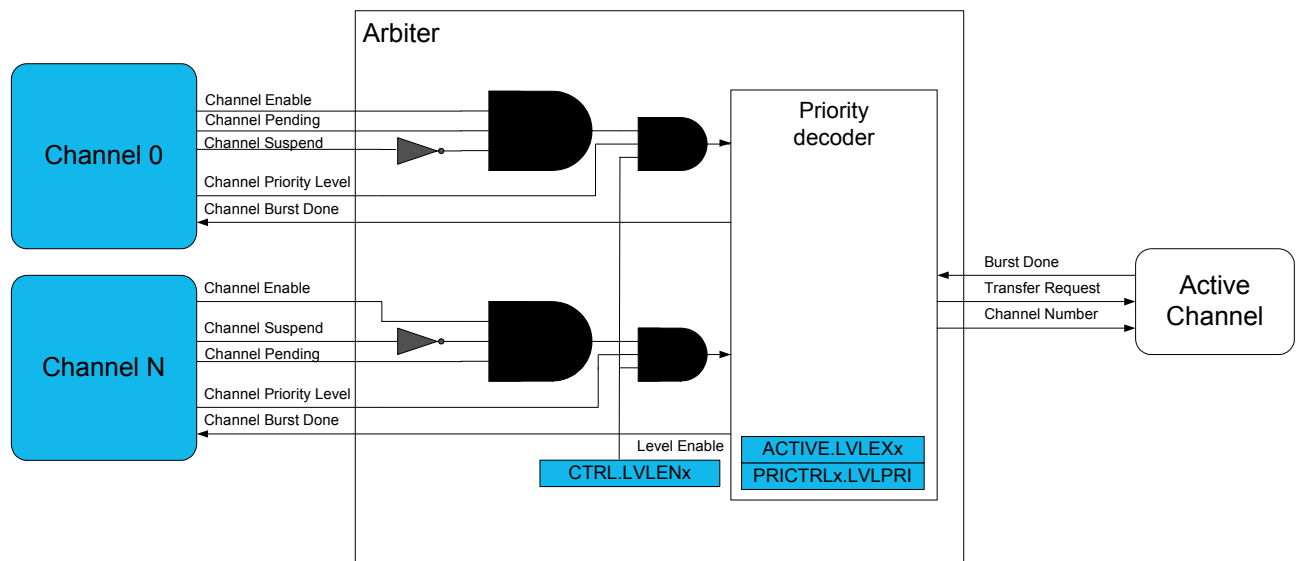 Arbiter
Channel 0
Channel Enable
Channel Pending
Channel Suspend
Channel Priority Level
Channel Burst Done
Priority
decoder
Channel N
Channel Enable
Channel Suspend
Channel Pending
Channel Priority Level
Channel Burst Done
Level Enable
CTRL.LVLENx
ACTIVE.LVLEXx
PRICTRLx.LVLPRI
Burst Done
Transfer Request
Channel Number
Active
Channel